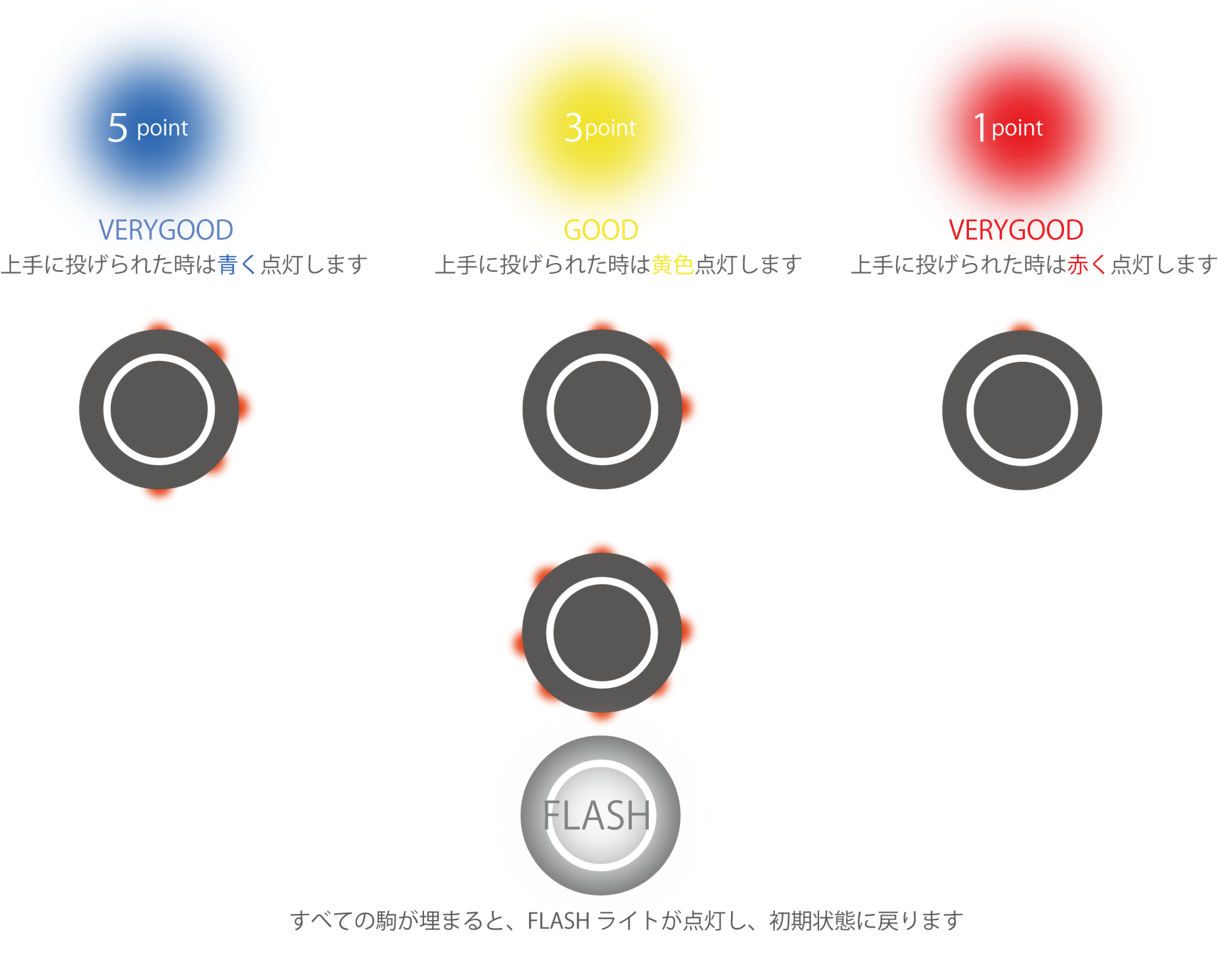 5 point
3point
1point
VERYGOOD
GOOD
VERYGOOD
上手に投げられた時は青く点灯します
上手に投げられた時は黄色点灯します
上手に投げられた時は赤く点灯します
FLASH
すべての駒が埋まると、FLASH ライトが点灯し、初期状態に戻ります